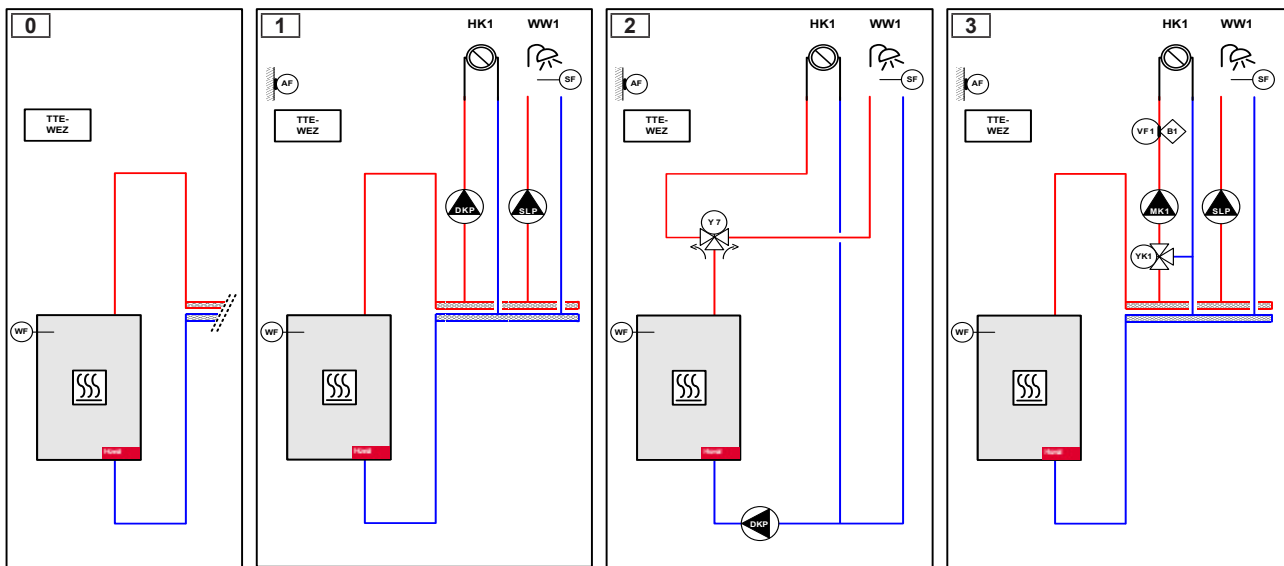 0
TTE-
WEZ
WF
1
HK1
WW1
AF
SF
TTE-
WEZ
DKP
SLP
WF
2
HK1
WW1
AF
SF
TTE-
WEZ
Y7
WF
DKP
3
HK1
WW1
AF
SF
TTE-
WEZ
VF1
B1
MK1
SLP
YK1
WF